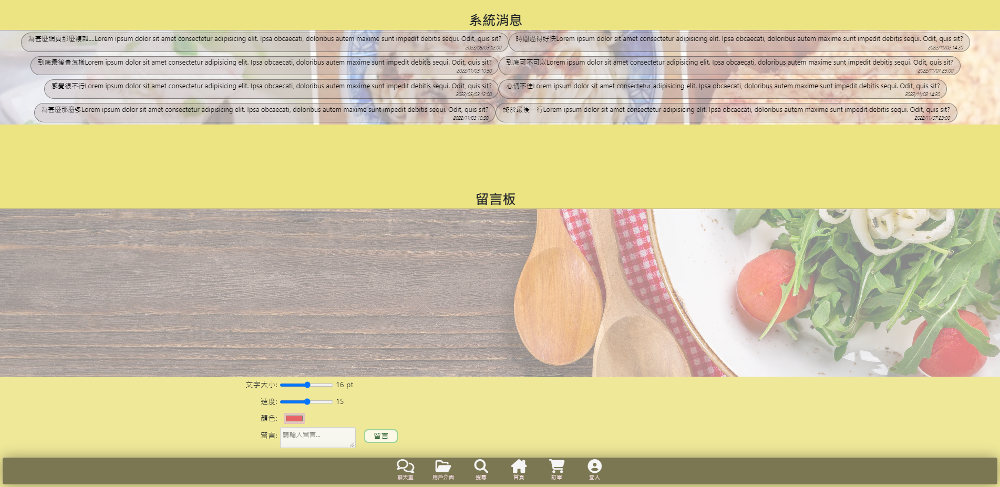 系統消息
為甚麼網頁那麼複雜....Lorem ipsum dolor sit amet consectetur adipisicing elit. Ipsa obcaecati, doloribus autem maxime sunt impedit debitis sequi. Odit, quis sit?
2022/05/03 12:00
時間過得好快Lorem ipsum dolor sit amet consectetur adipisicing elit. Ipsa obcaecati, doloribus autem maxime sunt impedit debitis sequi. Odit, quis sit?
2022/11/02 14:20
到底最後會怎樣Lorem ipsum dolor sit amet consectetur adipisicing elit. Ipsa obcaecati, doloribus autem maxime sunt impedit debitis sequi. Odit, quis sit?
2022/11/03 10:50
到底可不可以Lorem ipsum dolor sit amet consectetur adipisicing elit. Ipsa obcaecati, doloribus autem maxime sunt impedit debitis sequi. Odit, quis sit?
2022/11/07 23:00
感覺很不行Lorem ipsum dolor sit amet consectetur adipisicing elit. Ipsa obcaecati, doloribus autem maxime sunt impedit debitis sequi. Odit, quis sit?
2022/05/03 12:00
心情不佳Lorem ipsum dolor sit amet consectetur adipisicing elit. Ipsa obcaecati, doloribus autem maxime sunt impedit debitis sequi. Odit, quis sit?
2022/11/02 14:20
為甚麼那麼多Lorem ipsum dolor sit amet consectetur adipisicing elit. Ipsa obcaecati, doloribus autem maxime sunt impedit debitis sequi. Odit, quis sit?
2022/11/03 10:50
終於最後一行Lorem ipsum dolor sit amet consectetur adipisicing elit. Ipsa obcaecati, doloribus autem maxime sunt impedit debitis sequi. Odit, quis sit?
2022/11/07 23:00
留言板
文字大小: 16 pt
速度: 15
顏色:
留言: 請輸入留言... 留言
聊天室 用戶介面 搜尋 首頁 訂單 登入